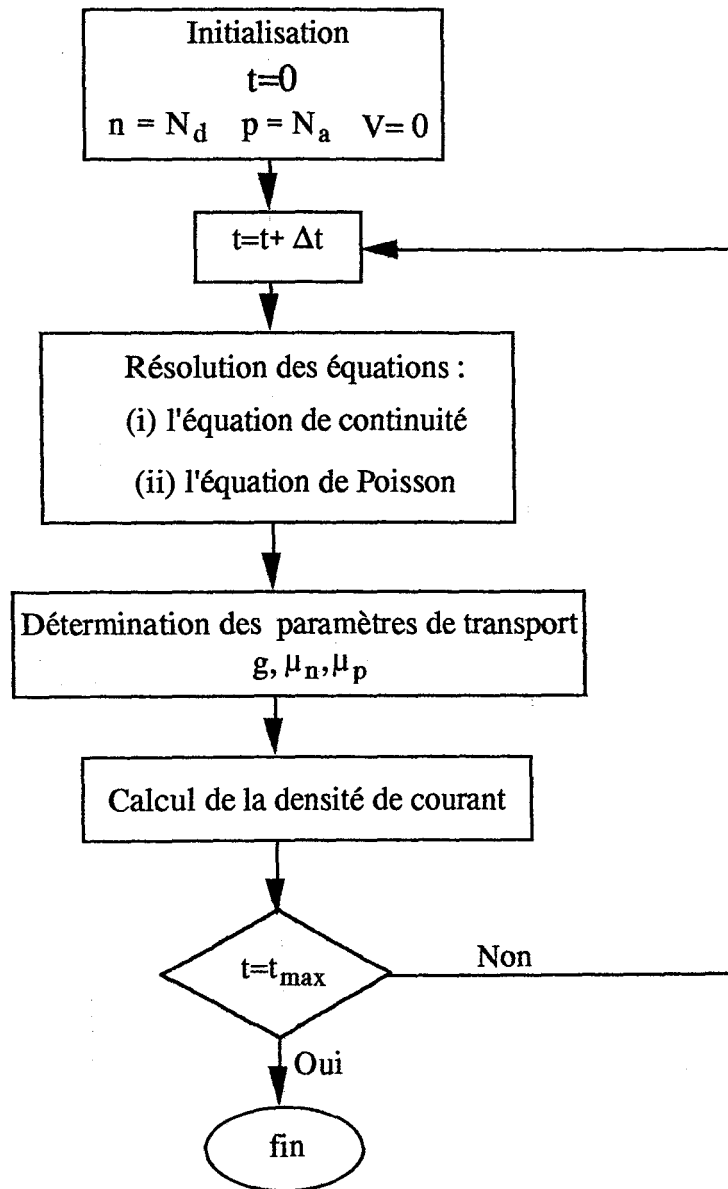 Initialisation
t=0
n = N_d p = N_a V= 0
t=t+ Δt
Résolution des équations :
(i) l'équation de continuité
(ii) l'équation de Poisson
Détermination des paramètres de transport
g, μ_n, μ_p
Calcul de la densité de courant
t=t_max
Non
Oui
fin